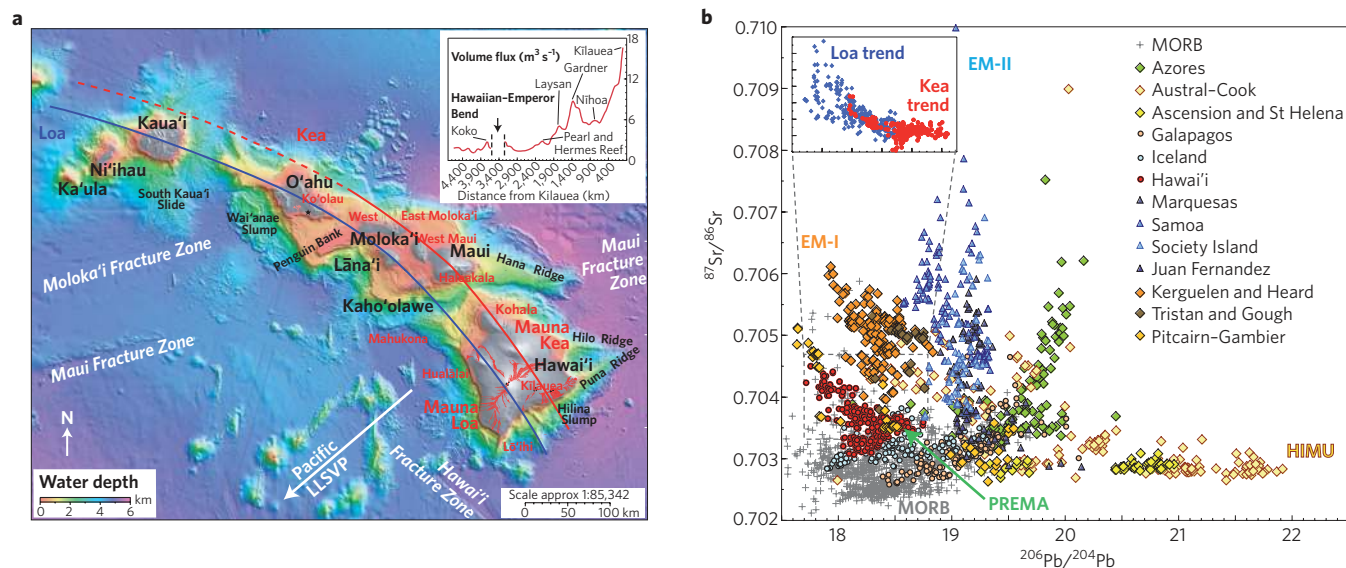 a
Volume flux (m³ s⁻¹)
Kīlauea
Gardner
Laysan
Hawaiian–Emperor
Bend
Nīhoa
Koko
Pearl and
Hermes Reef
18
12
6
0
4,400
3,900
3,400
2,900
2,400
1,900
1,400
900
400
Distance from Kīlauea (km)
Loa
Kaua'i
Kea
Ni'ihau
Ka'ula
South Kaua'i
Slide
O'ahu
Ko'olau
Wai'anae
Slump
West
East Moloka'i
Moloka'i
West Maui
Maui
Penguin Bank
Hana Ridge
Maui
Fracture
Zone
Moloka'i Fracture Zone
Lāna'i
Haleakala
Kaho'olawe
Kohala
Mauna
Kea
Mahukona
Hilo Ridge
Maui Fracture Zone
Hawai'i
Hualalai
Kilauea
Puna Ridge
Mauna
Loa
Hilina
Slump
Lo'ihi
N
Pacific
LLSVP
Hawai'i
Fracture Zone
Water depth
km
0 2 4 6
Scale approx 1:85,342
0 50 100 km
b
⁸⁷Sr/⁸⁶Sr
0.710
0.709
0.708
0.707
0.706
0.705
0.704
0.703
0.702
Loa trend
Kea
trend
EM-II
EM-I
HIMU
PREMA
MORB
MORB
Azores
Austral–Cook
Ascension and St Helena
Galapagos
Iceland
Hawai'i
Marquesas
Samoa
Society Island
Juan Fernandez
Kerguelen and Heard
Tristan and Gough
Pitcairn–Gambier
18 19 20 21 22
²⁰⁶Pb/²⁰⁴Pb